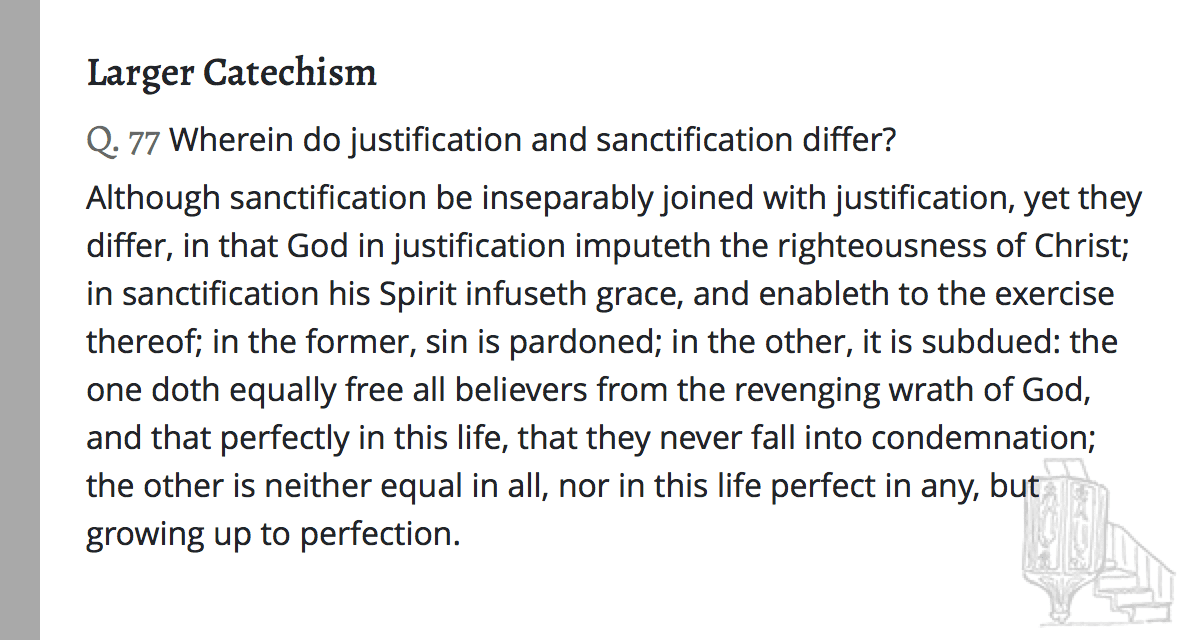 Larger Catechism
Q. 77 Wherein do justification and sanctification differ?
Although sanctification be inseparably joined with justification, yet they
differ, in that God in justification imputeth the righteousness of Christ;
in sanctification his Spirit infuseth grace, and enableth to the exercise
thereof; in the former, sin is pardoned; in the other, it is subdued: the
one doth equally free all believers from the revenging wrath of God,
and that perfectly in this life, that they never fall into condemnation;
the other is neither equal in all, nor in this life perfect in any, but
growing up to perfection.